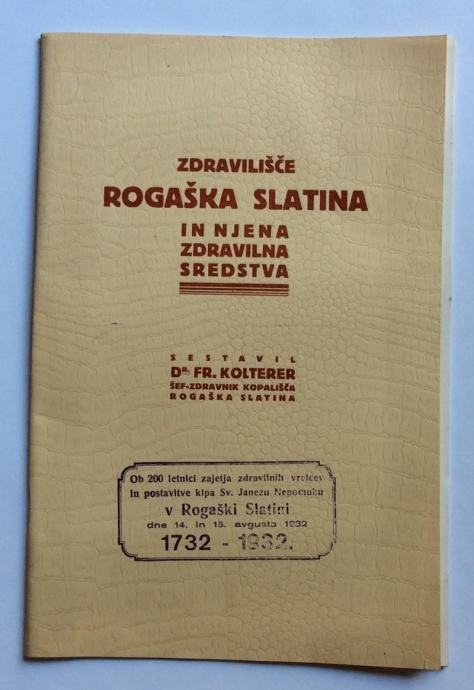 ZDRAVILIŠČE
ROGAŠKA SLATINA
IN NJENA
ZDRAVILNA
SREDSTVA
SESTAVIL
DR. FR. KOLTERER
ŠEF-ZDRAVNIK KOPALIŠČA
ROGAŠKA SLATINA
Ob 200 letnici zajetja zdravilnih vrelcev
in postavitve kipa Sv. Janezu Nepomuku
v Rogaški Slatini
dne 14. in 15. avgusta 1932
1732 - 1932.